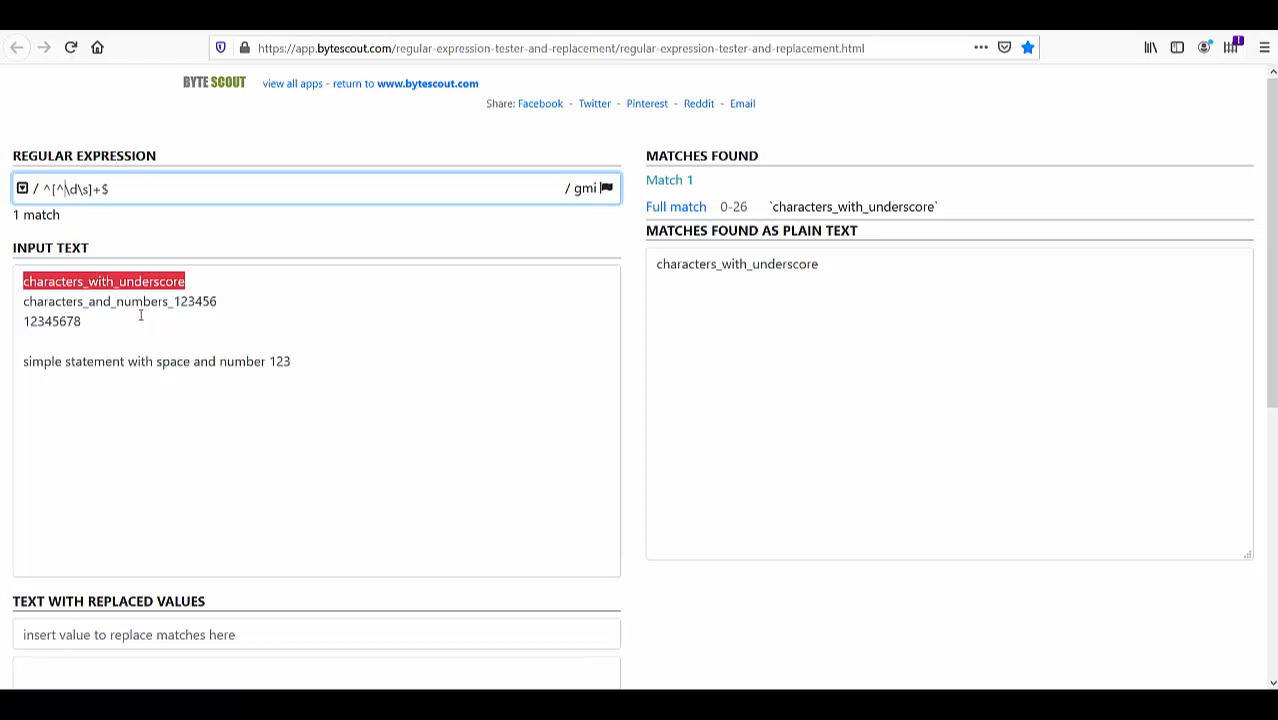 https://app.bytescout.com/regular-expression-tester-and-replacement/regular-expression-tester-and-replacement.html
BYTE SCOUT view all apps - return to www.bytescout.com
Share: Facebook - Twitter - Pinterest - Reddit - Email
REGULAR EXPRESSION
/ ^[^\d\s]+$ / gmi
1 match
INPUT TEXT
characters_with_underscore
characters_and_numbers_123456
12345678
simple statement with space and number 123
TEXT WITH REPLACED VALUES
insert value to replace matches here
MATCHES FOUND
Match 1
Full match 0-26 `characters_with_underscore`
MATCHES FOUND AS PLAIN TEXT
characters_with_underscore